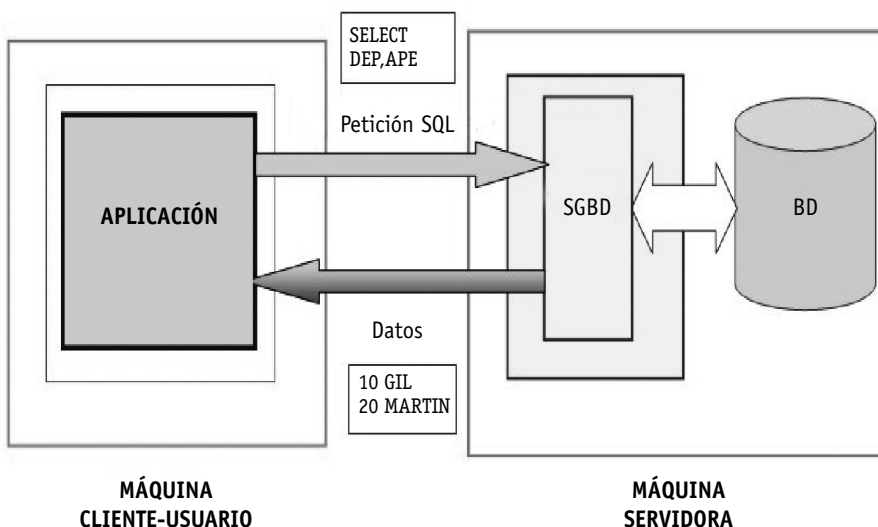 SELECT
DEP,APE
Petición SQL
APLICACIÓN
SGBD
BD
Datos
10 GIL
20 MARTIN
MÁQUINA
CLIENTE-USUARIO
MÁQUINA
SERVIDORA